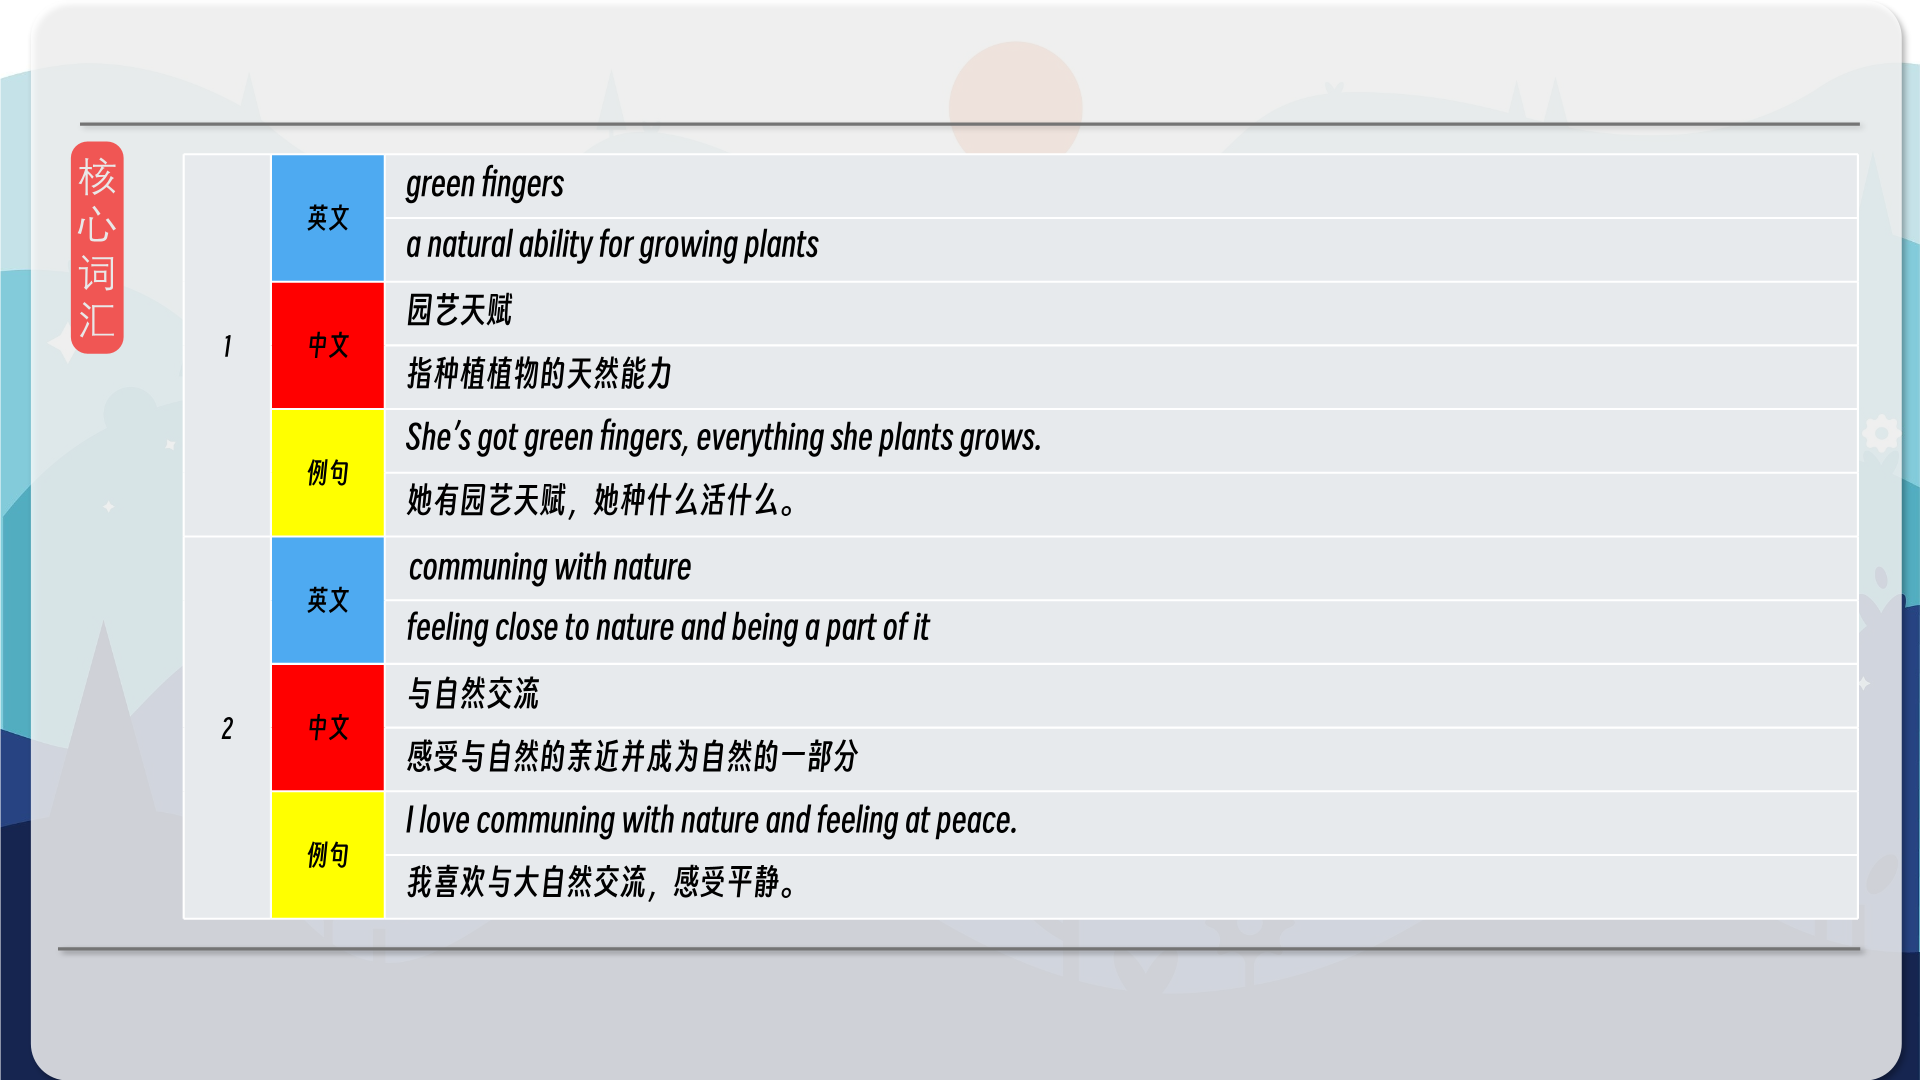 核心词汇
1
英文
green fingers
a natural ability for growing plants
中文
园艺天赋
指种植植物的天然能力
例句
She's got green fingers, everything she plants grows.
她有园艺天赋，她种什么活什么。
2
英文
communing with nature
feeling close to nature and being a part of it
中文
与自然交流
感受与自然的亲近并成为自然的一部分
例句
I love communing with nature and feeling at peace.
我喜欢与大自然交流，感受平静。